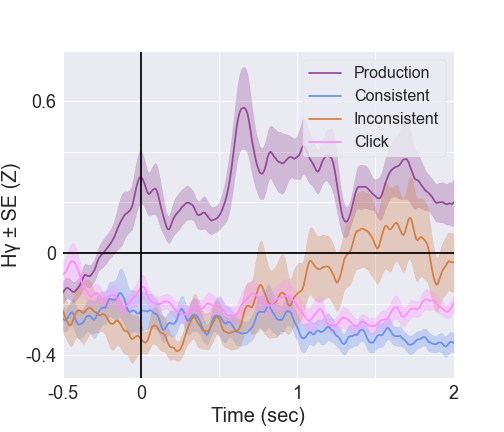 Production
Consistent
Inconsistent
Click
0.6
0
-0.4
Hγ ± SE (Z)
-0.5 0 1 2
Time (sec)